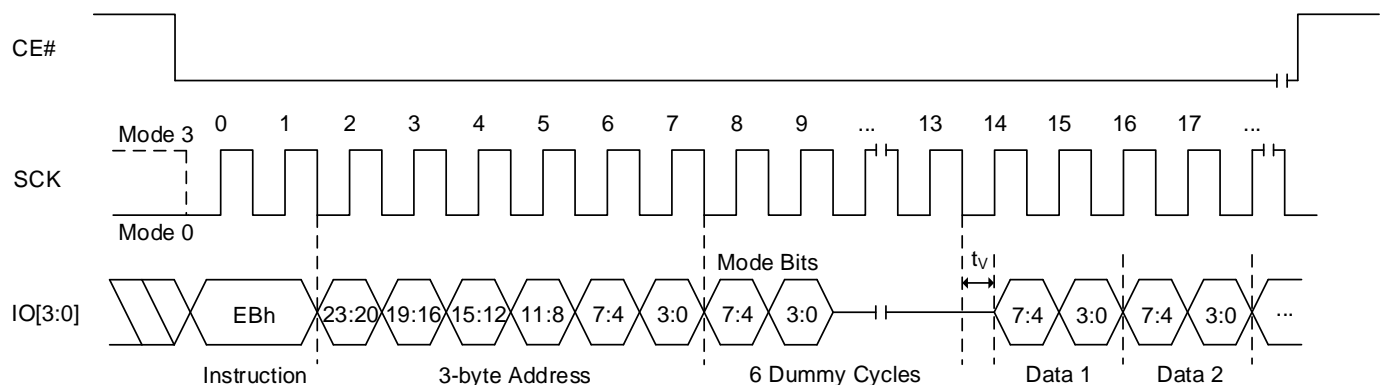 CE#
0 1 2 3 4 5 6 7 8 9 ... 13 14 15 16 17 ...
Mode 3
SCK
Mode 0
Mode Bits
tV
IO[3:0]
EBh 23:20 19:16 15:12 11:8 7:4 3:0 7:4 3:0 7:4 3:0 7:4 3:0 ...
Instruction 3-byte Address 6 Dummy Cycles Data 1 Data 2